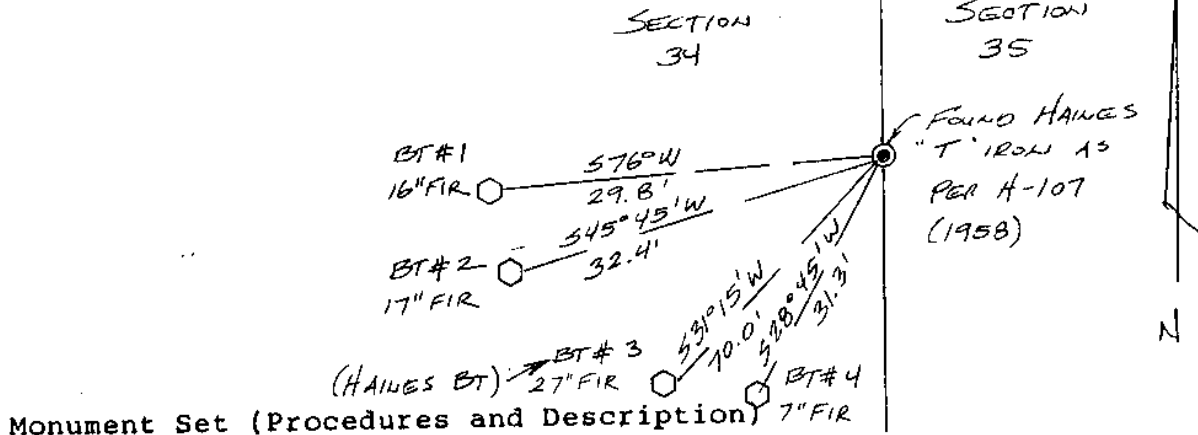 SECTION
34
SECTION
35
FOUND HAINES
"T" IRON AS
PER H-107
(1958)
BT #1
16" FIR
S76°W
29.8'
S45°45'W
32.4'
BT #2
17" FIR
S31°15'W
70.0'
S28°45'W
31.3'
N
(HAINES BT)
BT # 3
27" FIR
BT #4
7" FIR
Monument Set (Procedures and Description)